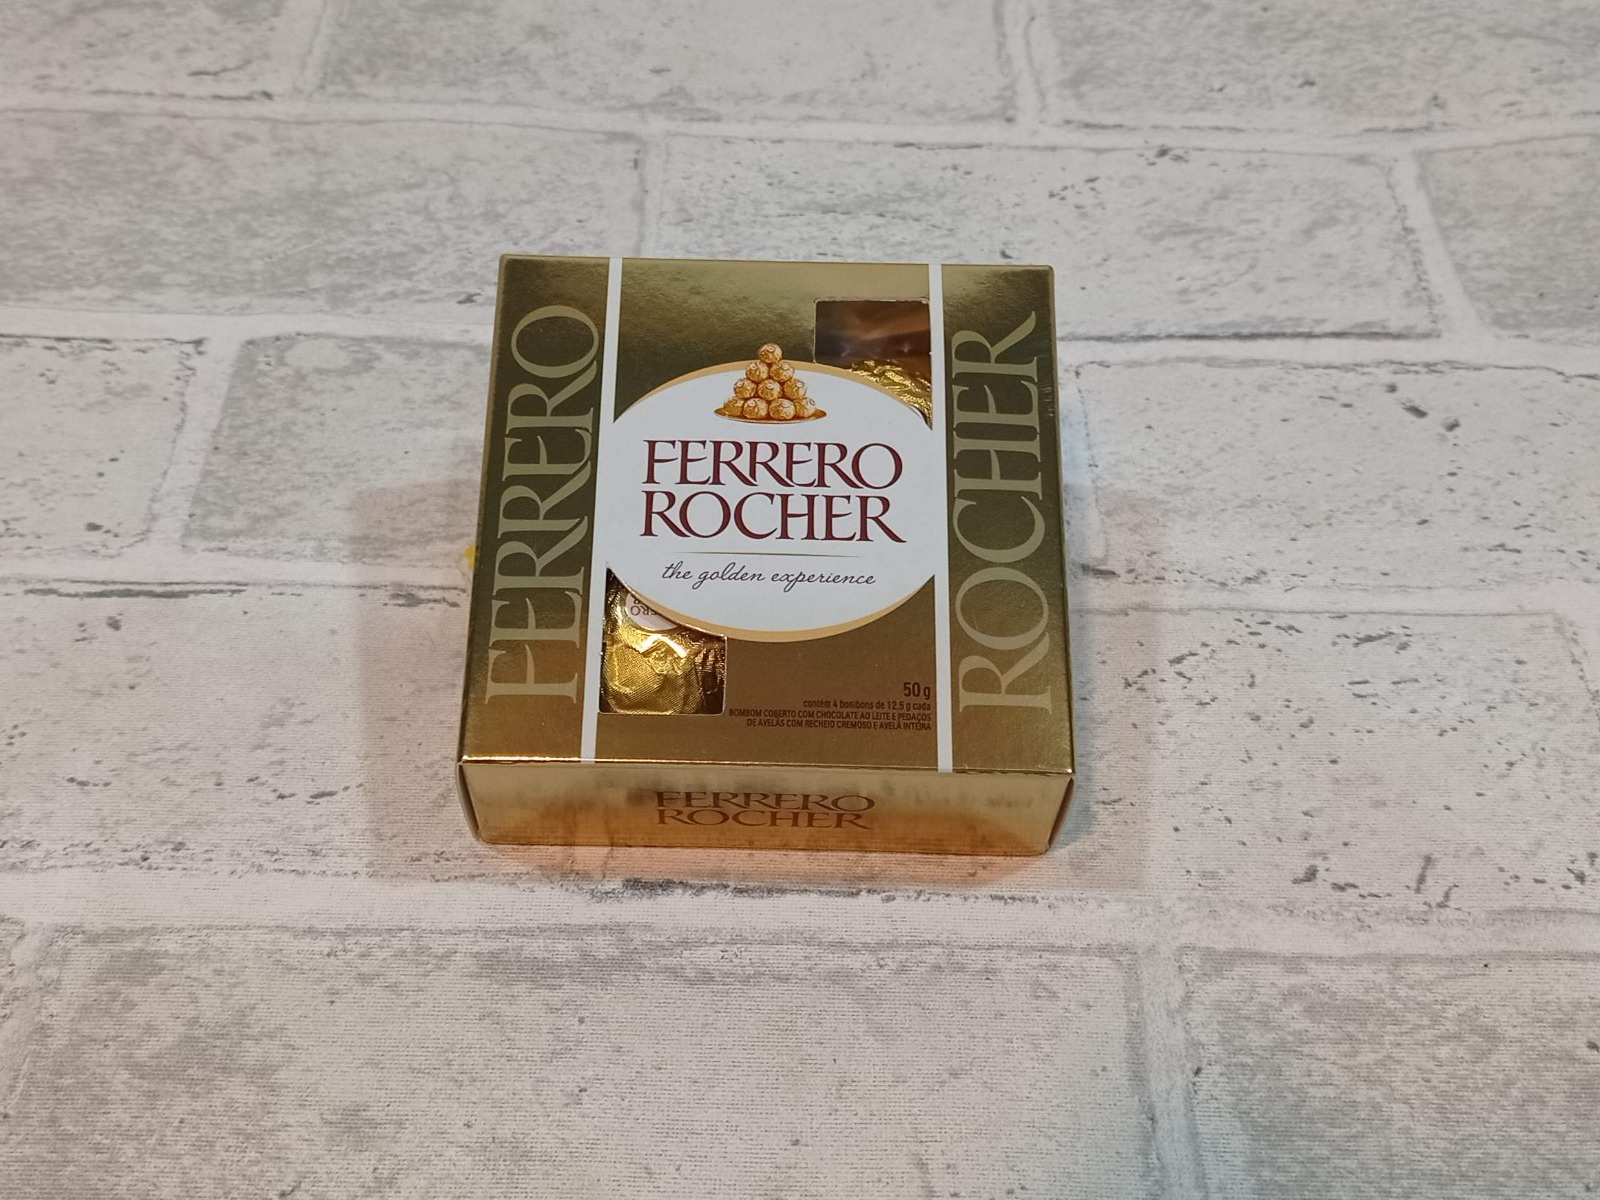 FERRERO
FERRERO
ROCHER
the golden experience
ROCHER
50 g
contém 4 bombons de 12,5 g cada
BOMBOM COBERTO COM CHOCOLATE AO LEITE E PEDAÇOS
DE AVELÃS COM RECHEIO CREMOSO E AVELÃ INTEIRA
FERRERO
ROCHER